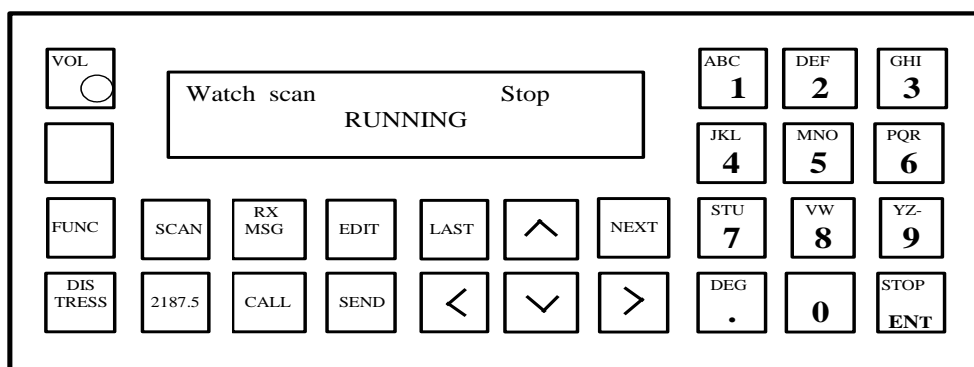 VOL
Watch scan Stop
RUNNING
ABC
1
DEF
2
GHI
3
JKL
4
MNO
5
PQR
6
FUNC
SCAN
RX
MSG
EDIT
LAST
NEXT
STU
7
VW
8
YZ-
9
DIS
TRESS
2187.5
CALL
SEND
DEG
.
0
STOP
ENT